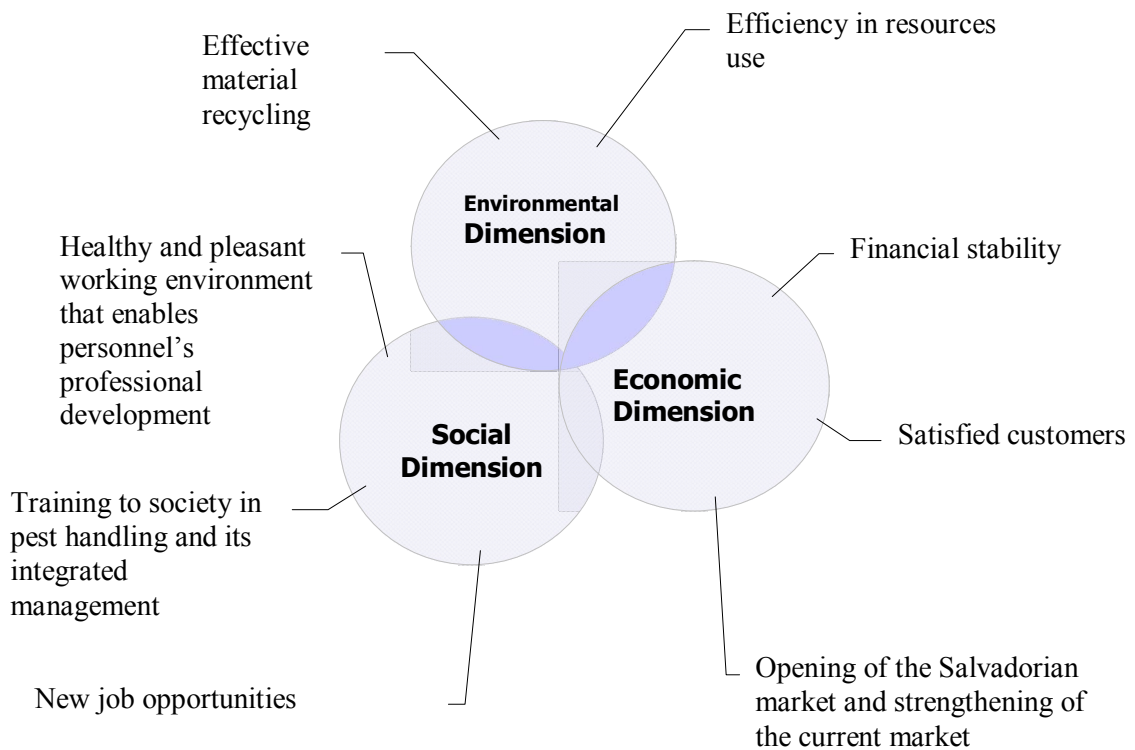 Effective
material
recycling
Efficiency in resources
use
Environmental
Dimension
Healthy and pleasant
working environment
that enables
personnel’s
professional
development
Financial stability
Economic
Dimension
Social
Dimension
Satisfied customers
Training to society in
pest handling and its
integrated
management
New job opportunities
Opening of the Salvadorian
market and strengthening of
the current market